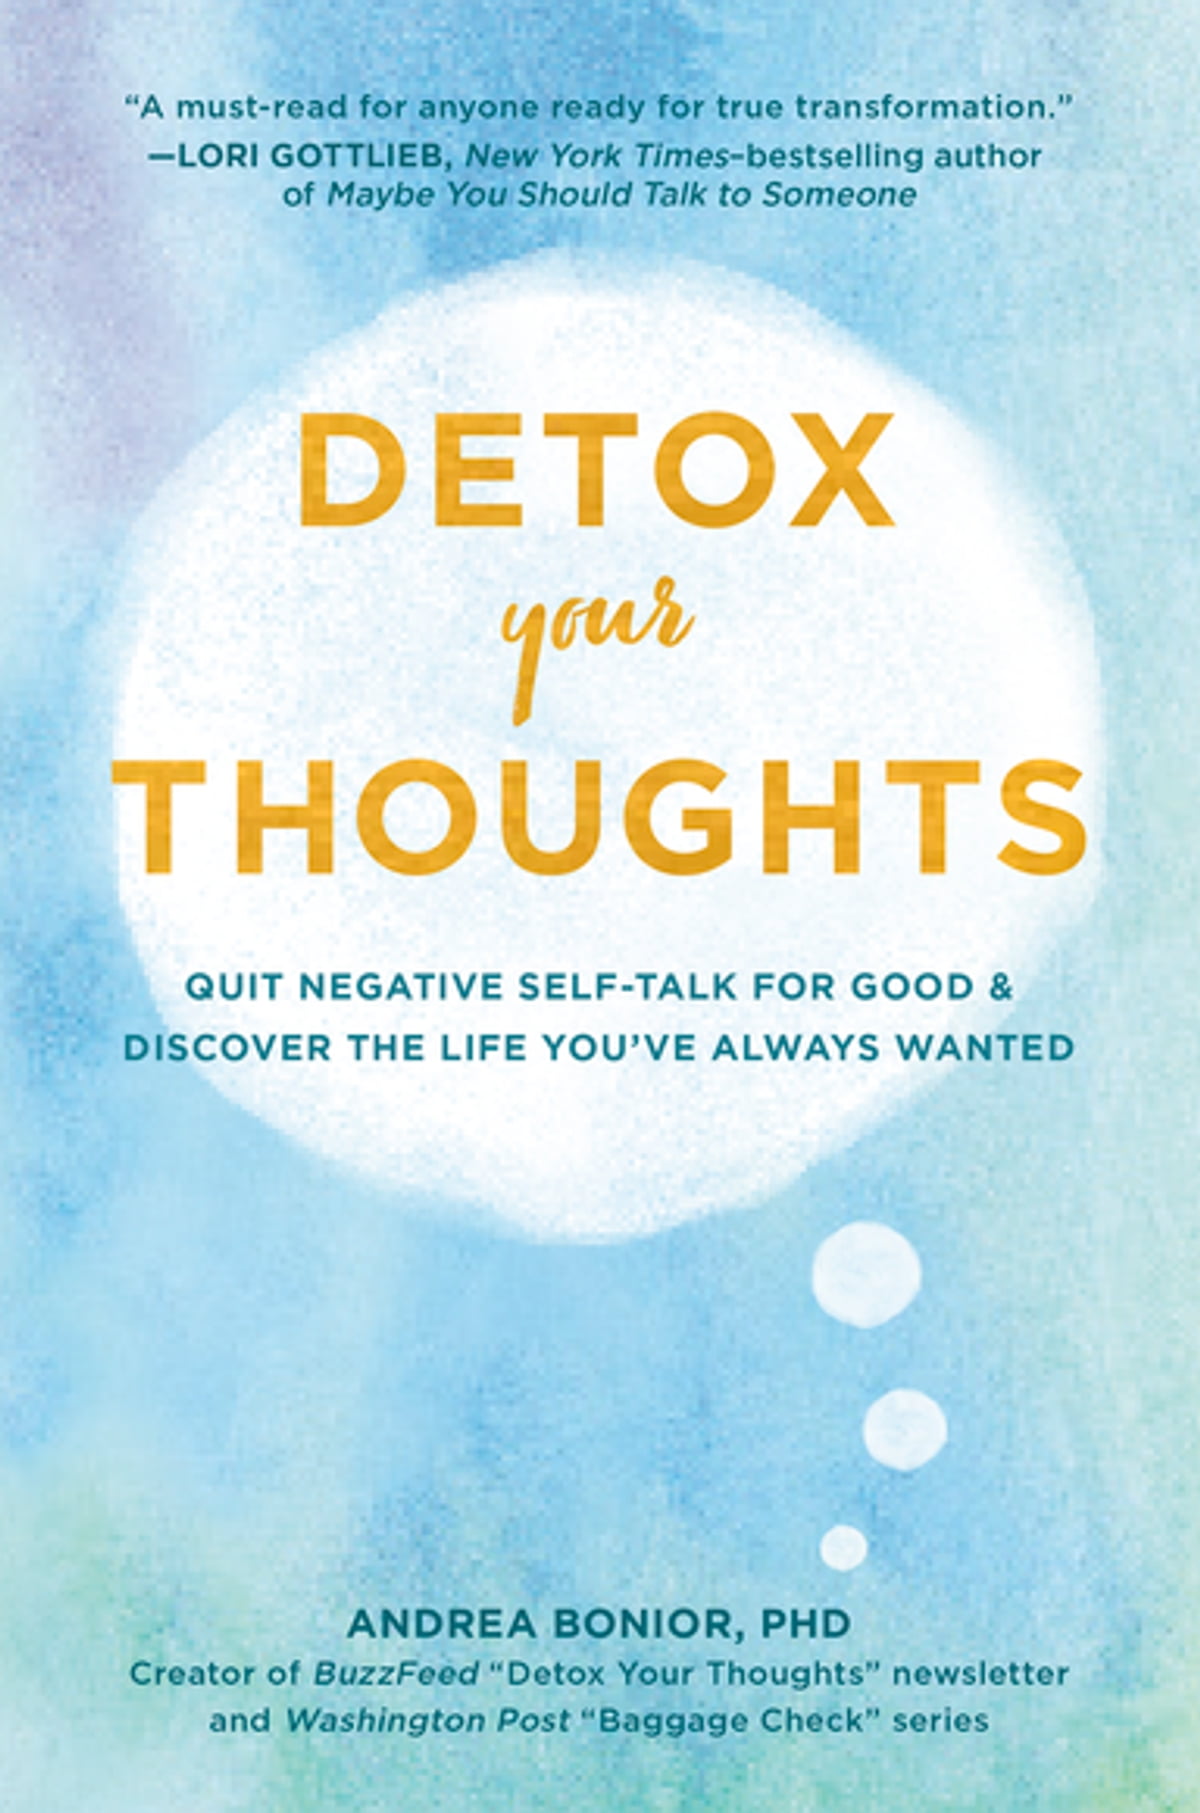 “A must-read for anyone ready for true transformation.”
—LORI GOTTLIEB, New York Times–bestselling author
of Maybe You Should Talk to Someone
DETOX
your
THOUGHTS
QUIT NEGATIVE SELF-TALK FOR GOOD &
DISCOVER THE LIFE YOU’VE ALWAYS WANTED
ANDREA BONIOR, PHD
Creator of BuzzFeed “Detox Your Thoughts” newsletter
and Washington Post “Baggage Check” series